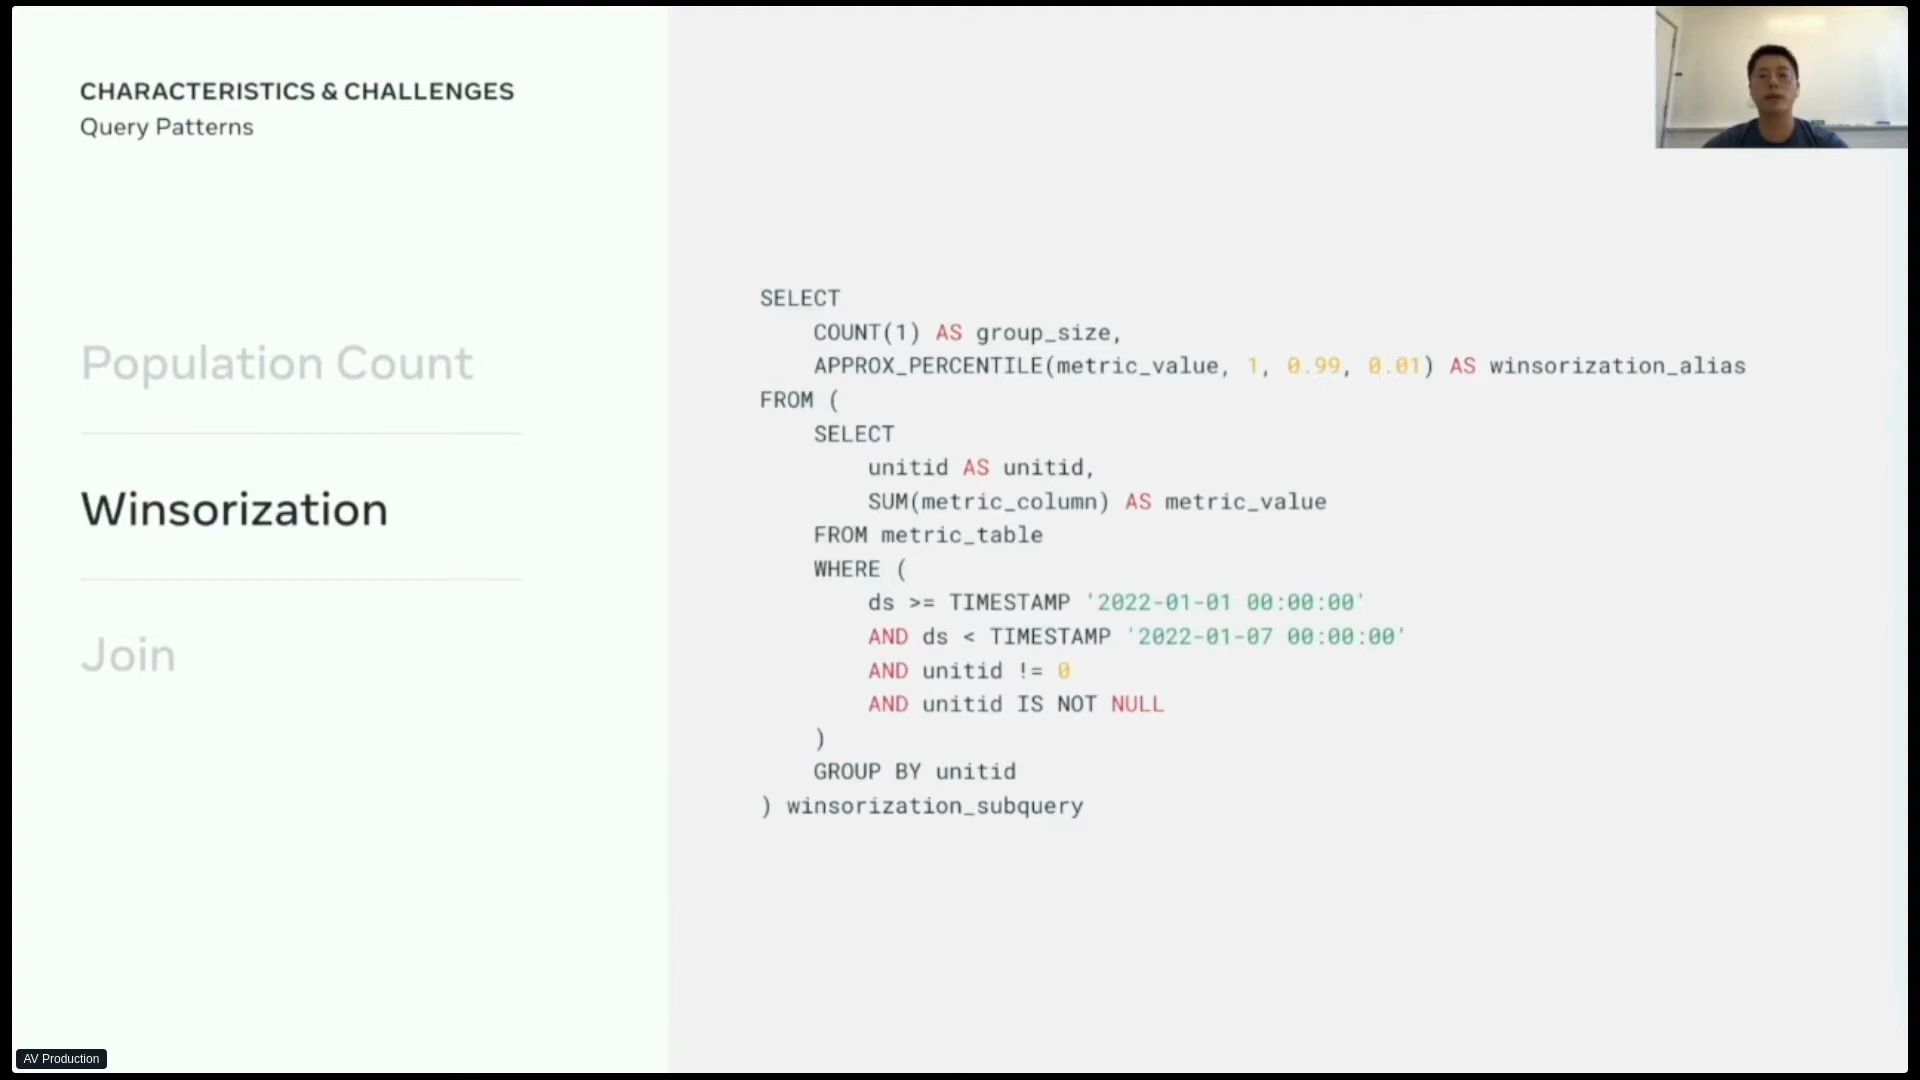 CHARACTERISTICS & CHALLENGES
Query Patterns
Population Count
Winsorization
Join
SELECT
COUNT(1) AS group_size,
APPROX_PERCENTILE(metric_value, 1, 0.99, 0.01) AS winsorization_alias
FROM (
SELECT
unitid AS unitid,
SUM(metric_column) AS metric_value
FROM metric_table
WHERE (
ds >= TIMESTAMP '2022-01-01 00:00:00'
AND ds < TIMESTAMP '2022-01-07 00:00:00'
AND unitid != 0
AND unitid IS NOT NULL
)
GROUP BY unitid
) winsorization_subquery
AV Production